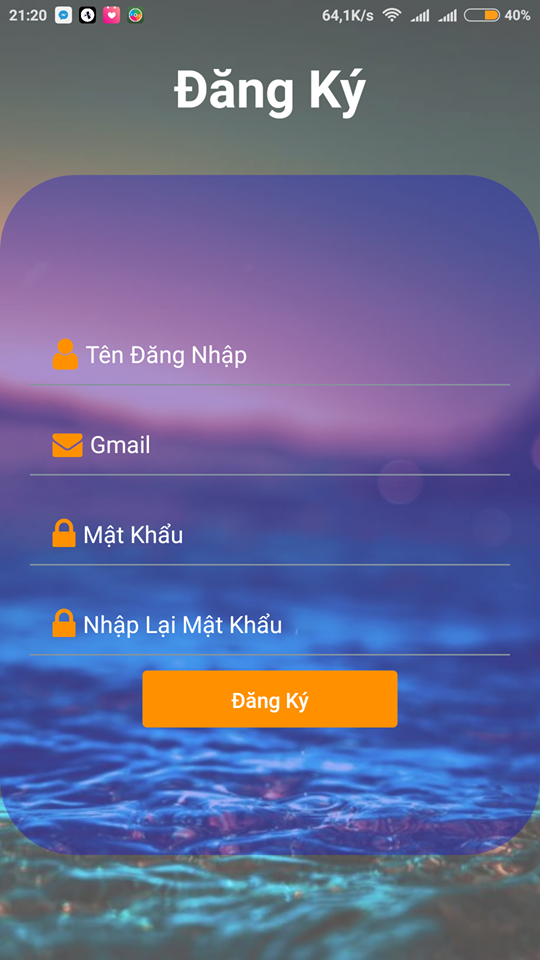 21:20 64,1K/s 40%
Đăng Ký
Tên Đăng Nhập
Gmail
Mật Khẩu
Nhập Lại Mật Khẩu
Đăng Ký